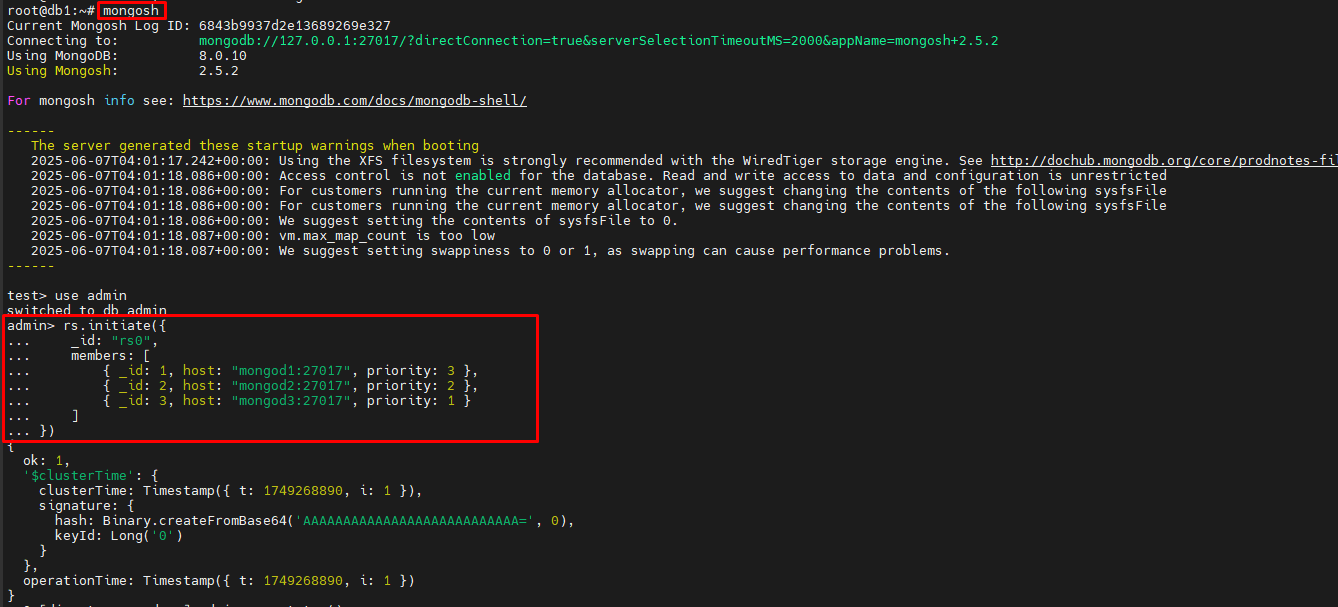 root@db1:~# mongosh
Current Mongosh Log ID: 6843b9937d2e13689269e327
Connecting to:          mongodb://127.0.0.1:27017/?directConnection=true&serverSelectionTimeoutMS=2000&appName=mongosh+2.5.2
Using MongoDB:          8.0.10
Using Mongosh:          2.5.2
For mongosh info see: https://www.mongodb.com/docs/mongodb-shell/
------
   The server generated these startup warnings when booting
   2025-06-07T04:01:17.242+00:00: Using the XFS filesystem is strongly recommended with the WiredTiger storage engine. See http://dochub.mongodb.org/core/prodnotes-fil
   2025-06-07T04:01:18.086+00:00: Access control is not enabled for the database. Read and write access to data and configuration is unrestricted
   2025-06-07T04:01:18.086+00:00: For customers running the current memory allocator, we suggest changing the contents of the following sysfsFile
   2025-06-07T04:01:18.086+00:00: For customers running the current memory allocator, we suggest changing the contents of the following sysfsFile
   2025-06-07T04:01:18.086+00:00: We suggest setting the contents of sysfsFile to 0.
   2025-06-07T04:01:18.087+00:00: vm.max_map_count is too low
   2025-06-07T04:01:18.087+00:00: We suggest setting swappiness to 0 or 1, as swapping can cause performance problems.
------
test> use admin
switched to db admin
admin> rs.initiate({
...     _id: "rs0",
...     members: [
...         { _id: 1, host: "mongod1:27017", priority: 3 },
...         { _id: 2, host: "mongod2:27017", priority: 2 },
...         { _id: 3, host: "mongod3:27017", priority: 1 }
...     ]
... })
{
  ok: 1,
  '$clusterTime': {
    clusterTime: Timestamp({ t: 1749268890, i: 1 }),
    signature: {
      hash: Binary.createFromBase64('AAAAAAAAAAAAAAAAAAAAAAAAAAA=', 0),
      keyId: Long('0')
    }
  },
  operationTime: Timestamp({ t: 1749268890, i: 1 })
}